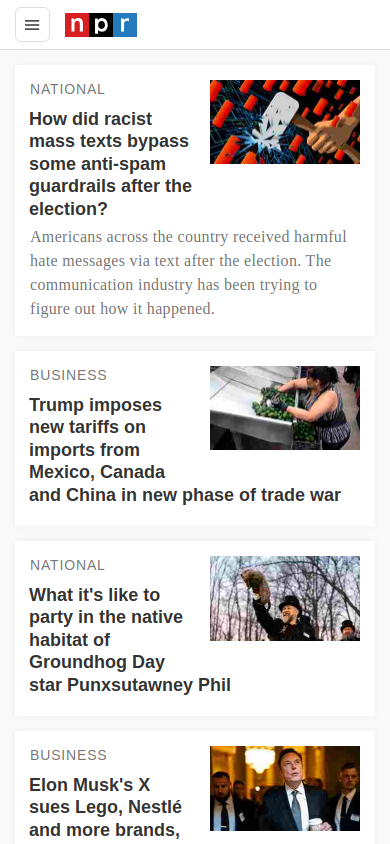 npr
NATIONAL
How did racist
mass texts bypass
some anti-spam
guardrails after the
election?
Americans across the country received harmful
hate messages via text after the election. The
communication industry has been trying to
figure out how it happened.
BUSINESS
Trump imposes
new tariffs on
imports from
Mexico, Canada
and China in new phase of trade war
NATIONAL
What it's like to
party in the native
habitat of
Groundhog Day
star Punxsutawney Phil
BUSINESS
Elon Musk's X
sues Lego, Nestlé
and more brands,